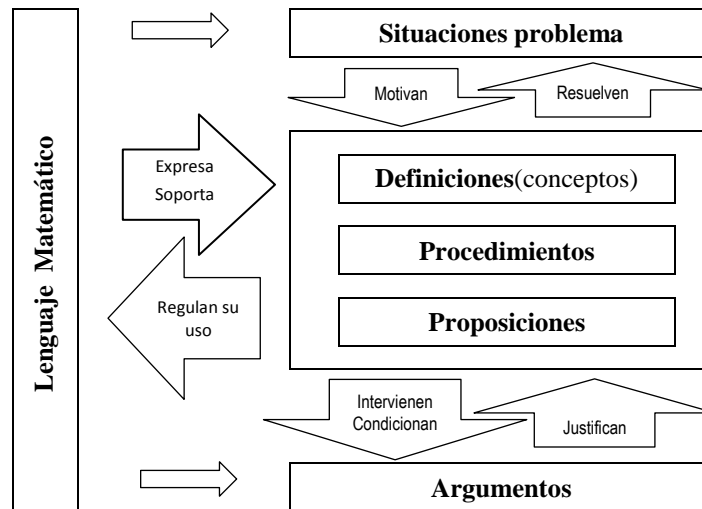 Lenguaje Matemático
Situaciones problema
Motivan
Resuelven
Expresa
Soporta
Definiciones(conceptos)
Procedimientos
Proposiciones
Regulan su
uso
Intervienen
Condicionan
Justifican
Argumentos